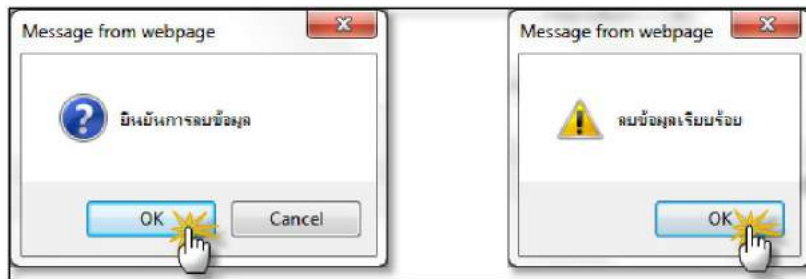 Message from webpage
ยืนยันการลบข้อมูล
OK
Cancel
Message from webpage
ลบข้อมูลเรียบร้อย
OK